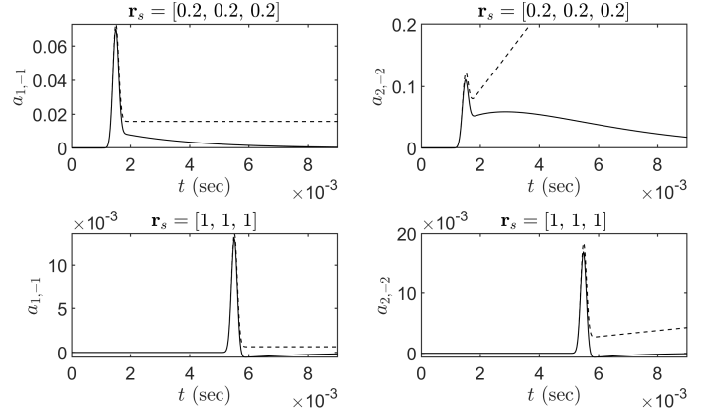 r_s = [0.2, 0.2, 0.2]
a_{1,−1}
0.06
0.04
0.02
0
0 2 4 6 8
t (sec)
×10^{-3}
r_s = [0.2, 0.2, 0.2]
a_{2,−2}
0.2
0.1
0
0 2 4 6 8
t (sec)
×10^{-3}
×10^{-3}
r_s = [1, 1, 1]
a_{1,−1}
10
5
0
0 2 4 6 8
t (sec)
×10^{-3}
×10^{-3}
r_s = [1, 1, 1]
a_{2,−2}
20
10
0
0 2 4 6 8
t (sec)
×10^{-3}